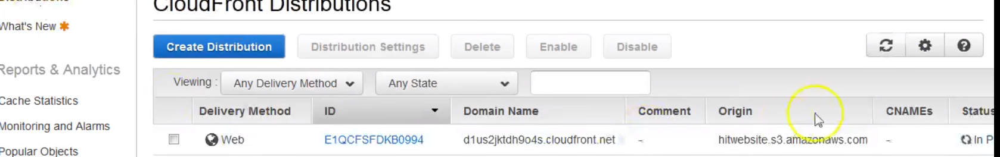 CloudFront Distributions
What's New
Create Distribution Distribution Settings Delete Enable Disable
Reports & Analytics
Viewing : Any Delivery Method Any State
Cache Statistics
Delivery Method ID Domain Name Comment Origin CNAMEs Status
Monitoring and Alarms
Web E1QCFSFDKB0994 d1us2jktdh9o4s.cloudfront.net - hitwebsite.s3.amazonaws.com - In P
Popular Objects